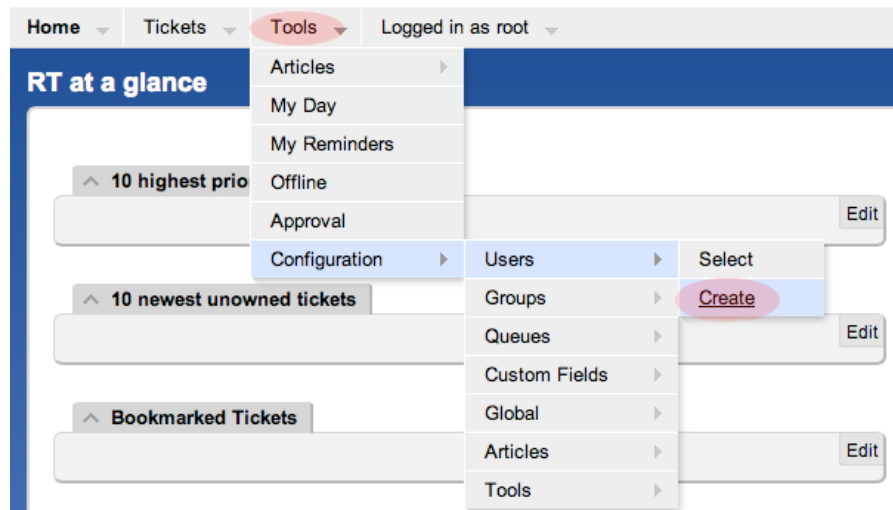 Home Tickets Tools Logged in as root
RT at a glance
Articles
My Day
My Reminders
10 highest prio Offline
Approval
Edit
Configuration Users Select
10 newest unowned tickets Groups Create
Queues
Edit
Custom Fields
Bookmarked Tickets Global
Articles
Edit
Tools